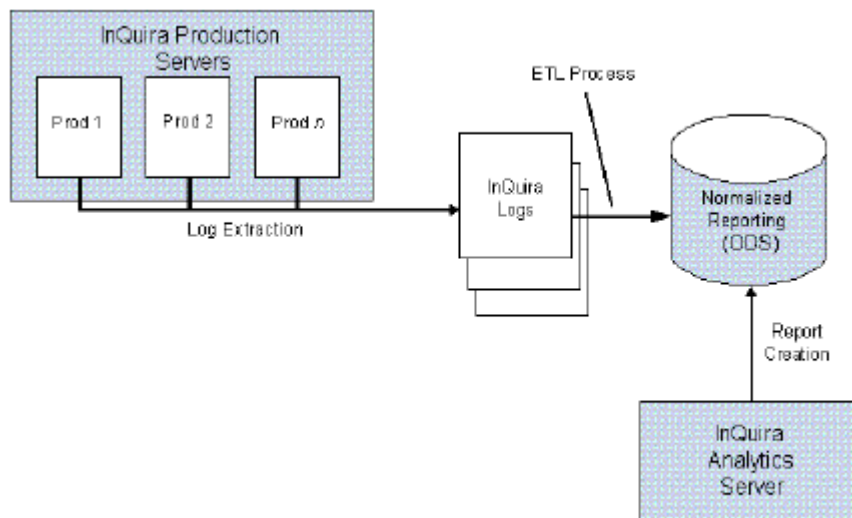 InQuira Production
Servers
Prod 1
Prod 2
Prod n
Log Extraction
InQuira
Logs
ETL Process
Normalized
Reporting
(ODS)
Report
Creation
InQuira
Analytics
Server